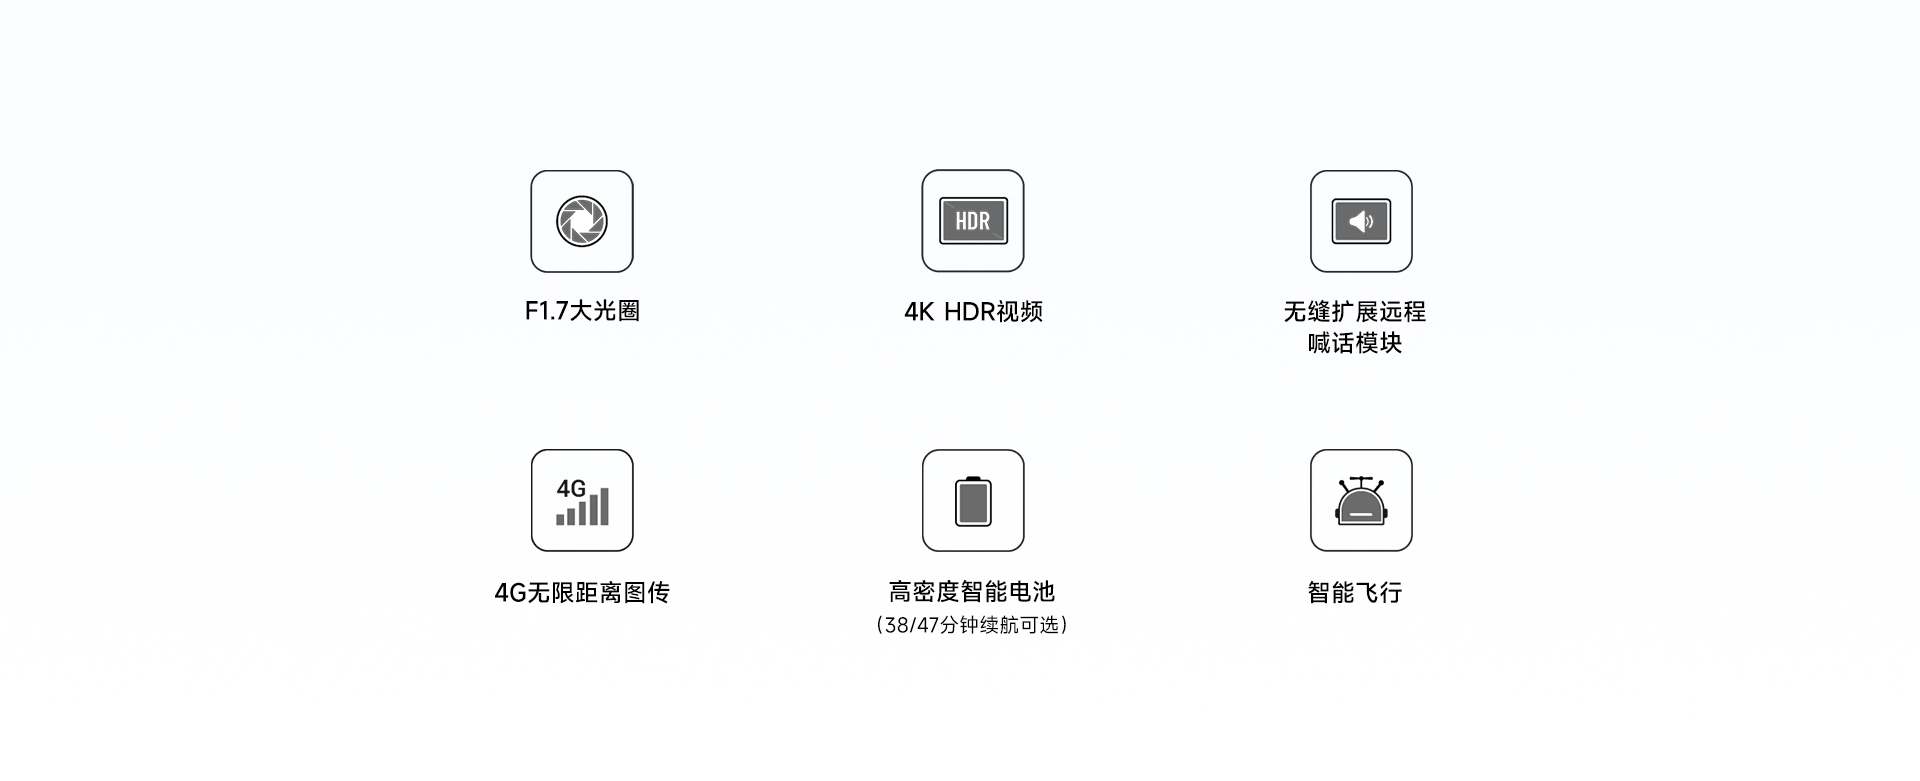 HDR
F1.7大光圈
4K HDR视频
无缝扩展远程
喊话模块
4G
4G无限距离图传
高密度智能电池
（38/47分钟续航可选）
智能飞行